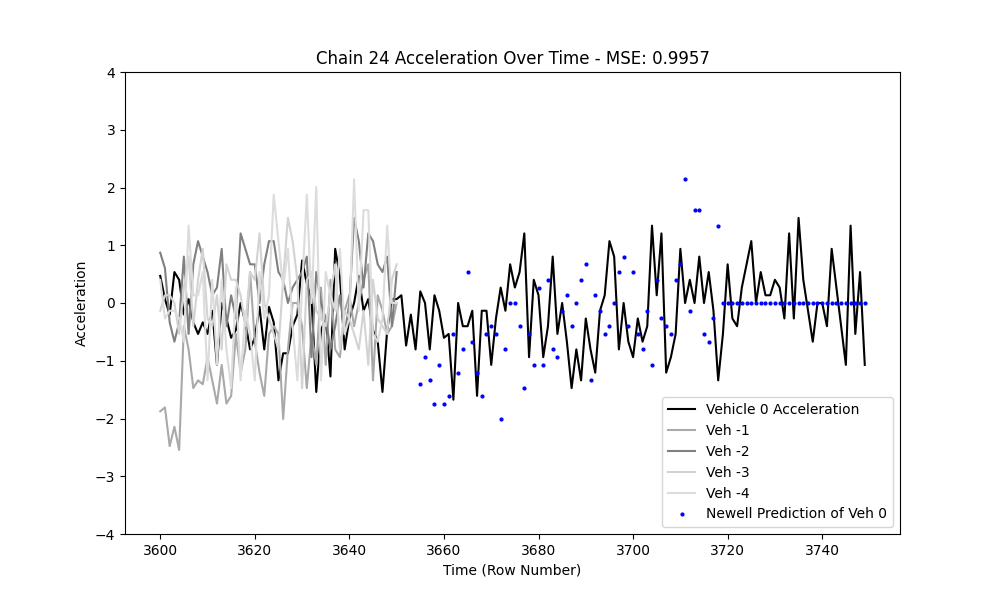 Chain 24 Acceleration Over Time - MSE: 0.9957
Acceleration
4
3
2
1
0
−1
−2
−3
−4
3600 3620 3640 3660 3680 3700 3720 3740
Time (Row Number)
Vehicle 0 Acceleration
Veh -1
Veh -2
Veh -3
Veh -4
Newell Prediction of Veh 0